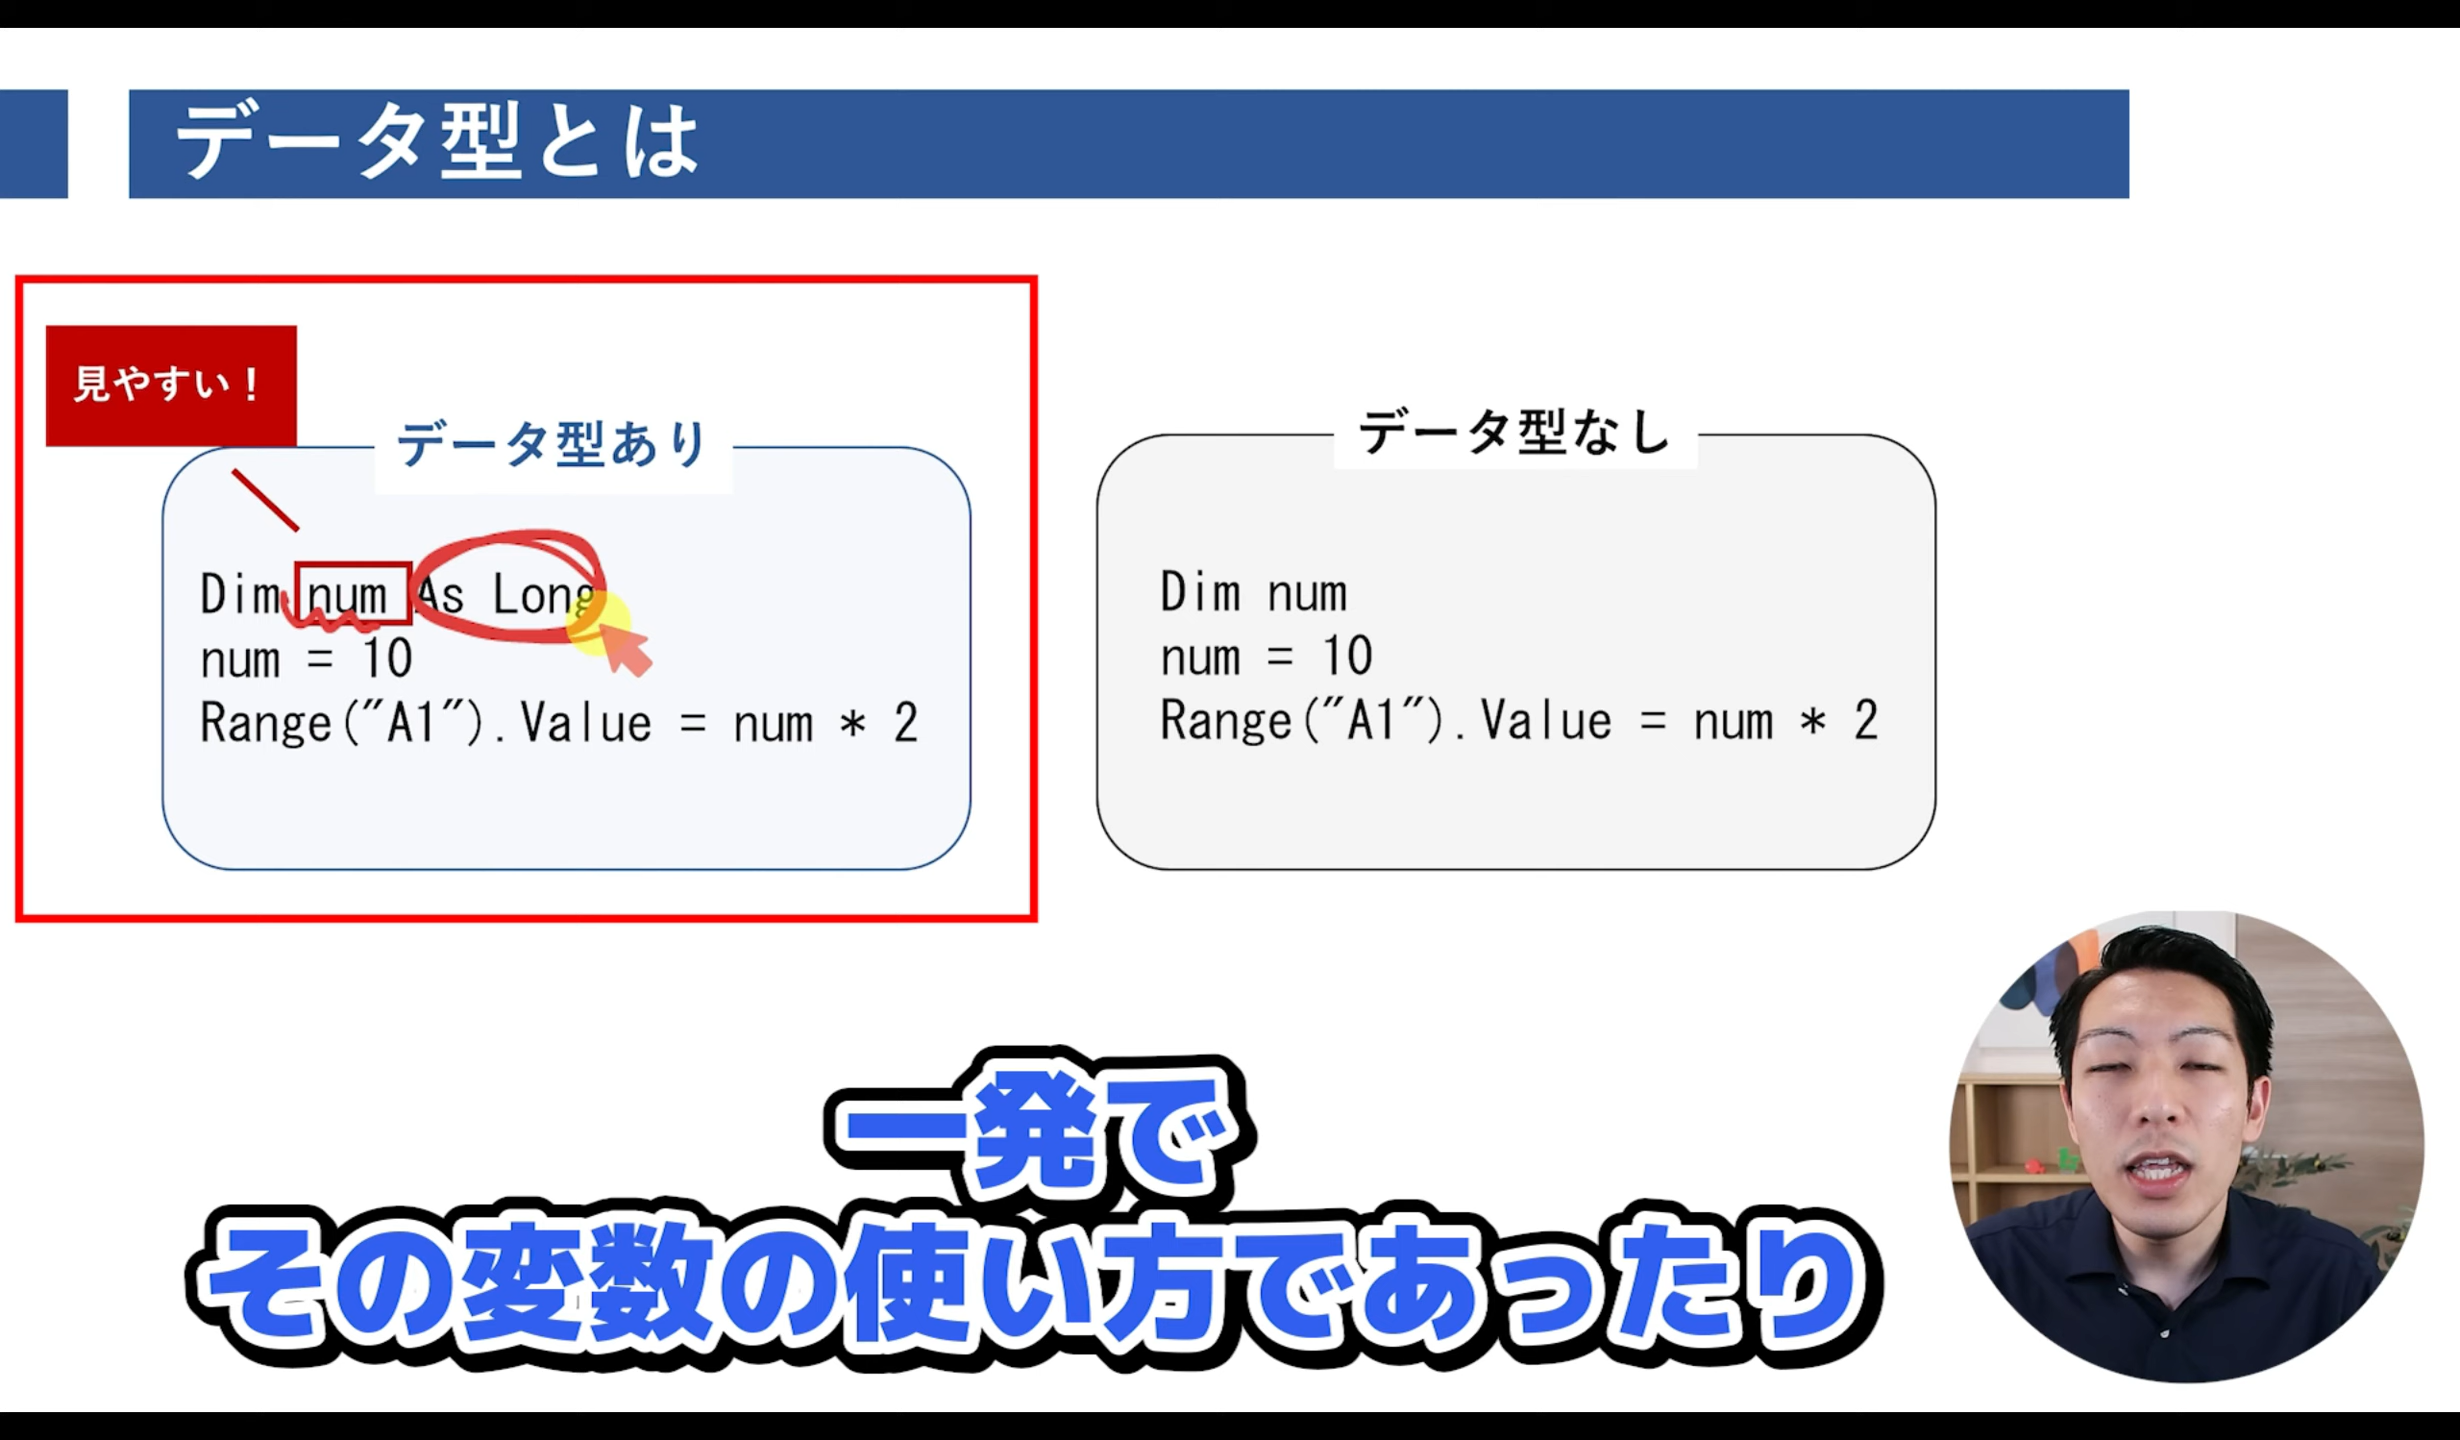 データ型とは
見やすい！
データ型あり
Dim num As Long
num = 10
Range("A1").Value = num * 2
データ型なし
Dim num
num = 10
Range("A1").Value = num * 2
一発で
その変数の使い方であったり